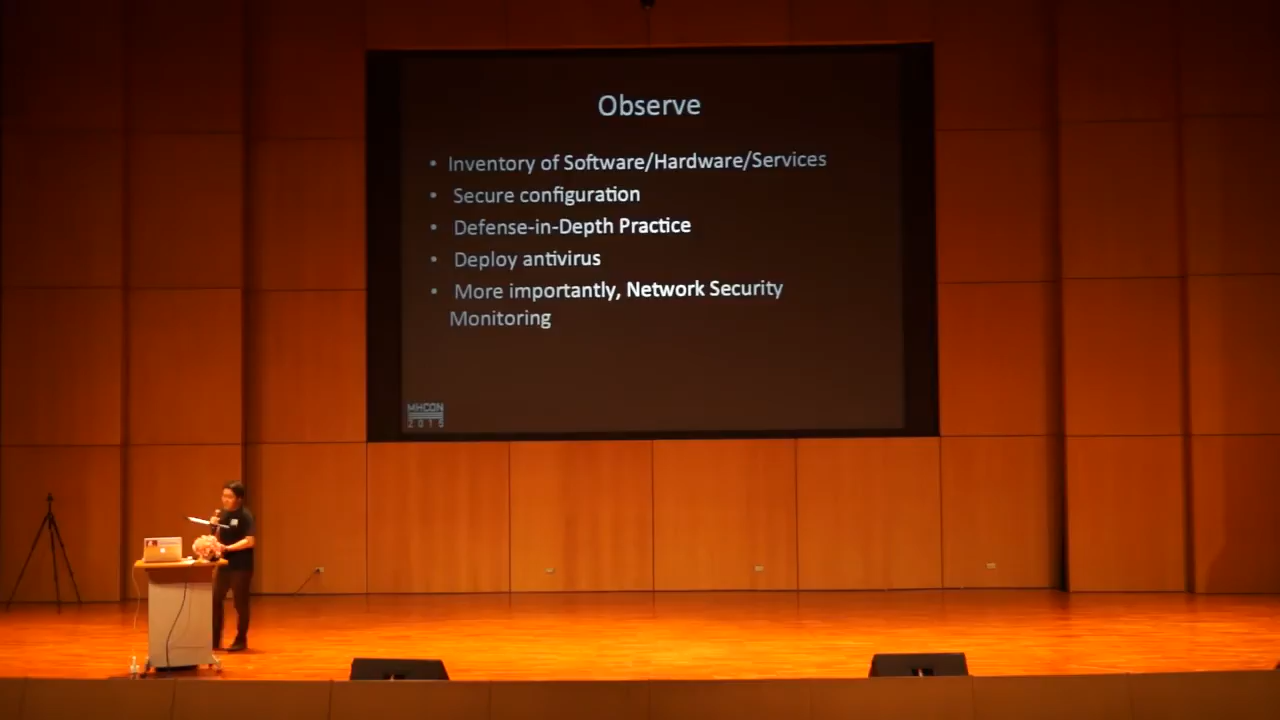 Observe
• Inventory of Software/Hardware/Services
• Secure configuration
• Defense-in-Depth Practice
• Deploy antivirus
• More importantly, Network Security
Monitoring
MHCON
2015